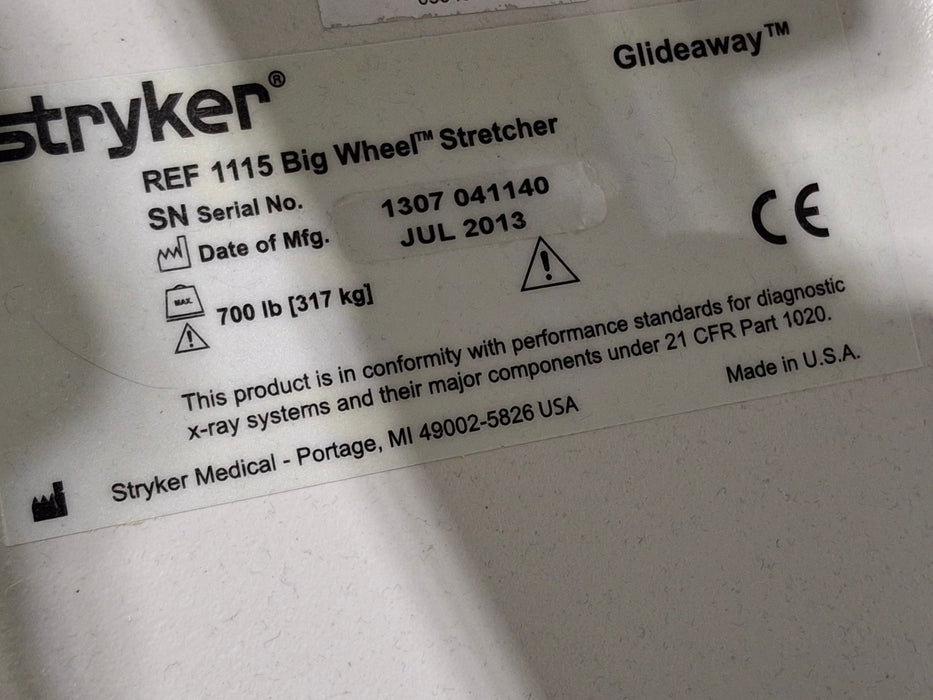 Glideaway™
stryker®
REF 1115 Big Wheel™ Stretcher
SN Serial No. 1307 041140
Date of Mfg. JUL 2013
MAX.
700 lb [317 kg]
CE
This product is in conformity with performance standards for diagnostic
x-ray systems and their major components under 21 CFR Part 1020.
Made in U.S.A.
Stryker Medical - Portage, MI 49002-5826 USA